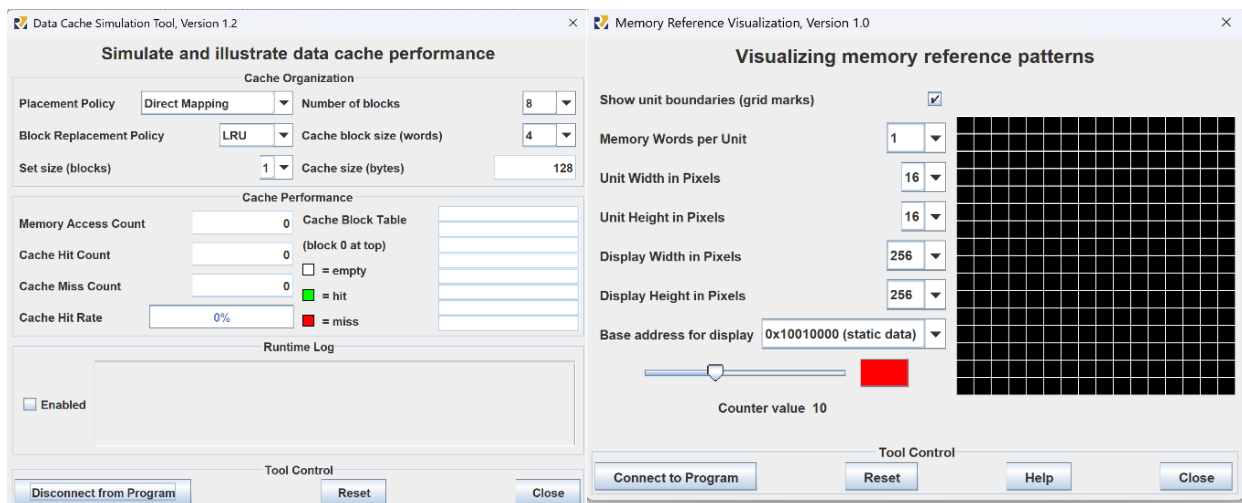 Data Cache Simulation Tool, Version 1.2
Simulate and illustrate data cache performance
Cache Organization
Placement Policy Direct Mapping Number of blocks 8
Block Replacement Policy LRU Cache block size (words) 4
Set size (blocks) 1 Cache size (bytes) 128
Cache Performance
Memory Access Count 0 Cache Block Table
(block 0 at top)
Cache Hit Count 0
= empty
Cache Miss Count 0
= hit
Cache Hit Rate 0%
= miss
Runtime Log
Enabled
Tool Control
Disconnect from Program Reset Close
Memory Reference Visualization, Version 1.0
Visualizing memory reference patterns
Show unit boundaries (grid marks)
Memory Words per Unit 1
Unit Width in Pixels 16
Unit Height in Pixels 16
Display Width in Pixels 256
Display Height in Pixels 256
Base address for display 0x10010000 (static data)
Counter value 10
Tool Control
Connect to Program Reset Help Close